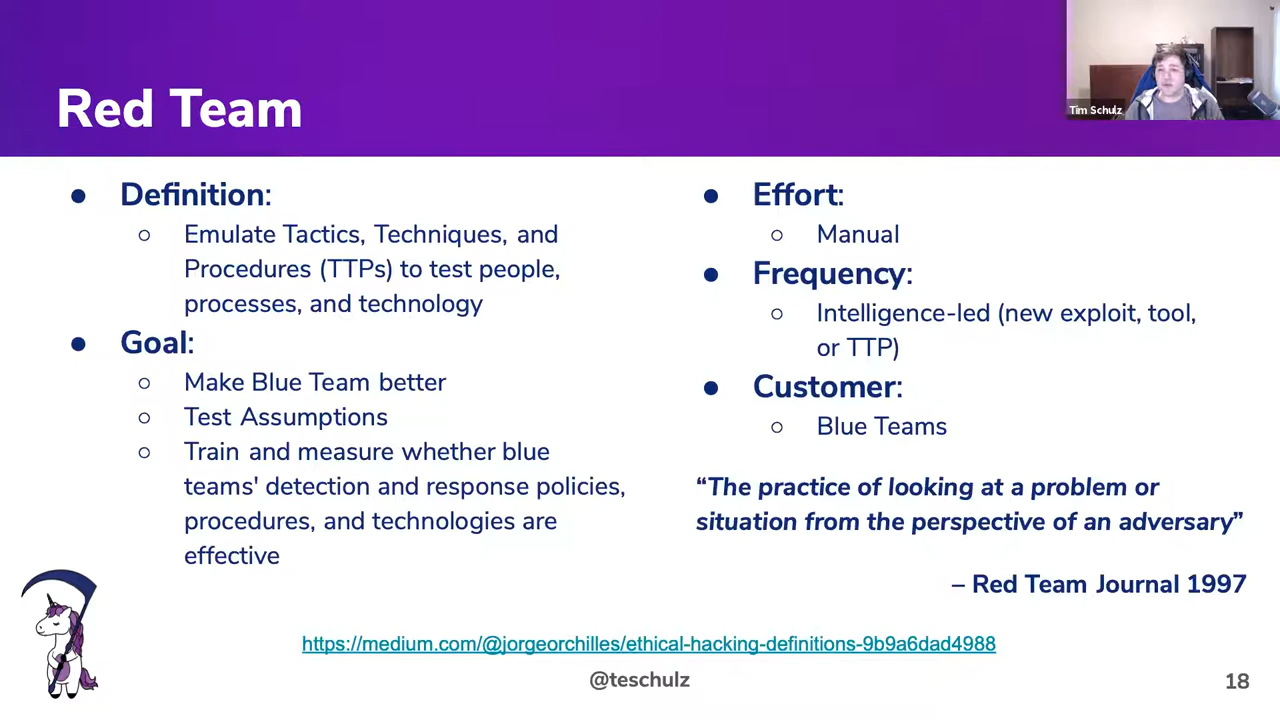 Red Team
Tim Schulz
● Definition:
○ Emulate Tactics, Techniques, and
Procedures (TTPs) to test people,
processes, and technology
● Goal:
○ Make Blue Team better
○ Test Assumptions
○ Train and measure whether blue
teams' detection and response policies,
procedures, and technologies are
effective
● Effort:
○ Manual
● Frequency:
○ Intelligence-led (new exploit, tool,
or TTP)
● Customer:
○ Blue Teams
“The practice of looking at a problem or
situation from the perspective of an adversary”
– Red Team Journal 1997
https://medium.com/@jorgeorchilles/ethical-hacking-definitions-9b9a6dad4988
@teschulz
18